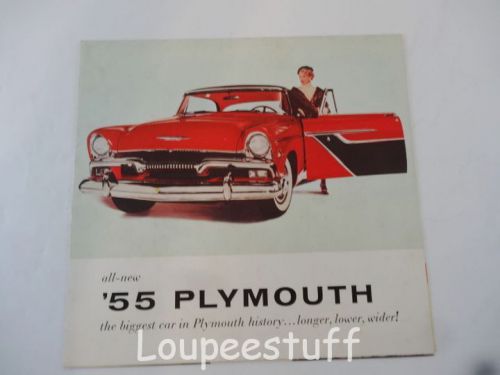 all-new
'55 PLYMOUTH
the biggest car in Plymouth history...longer, lower, wider!
Loupeestuff